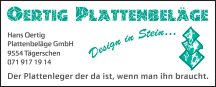 Oertig Plattenbeläge
Hans Oertig
Plattenbeläge GmbH
9554 Tägerschen
071 917 19 14
Design in Stein...
Der Plattenleger der da ist, wenn man ihn braucht.